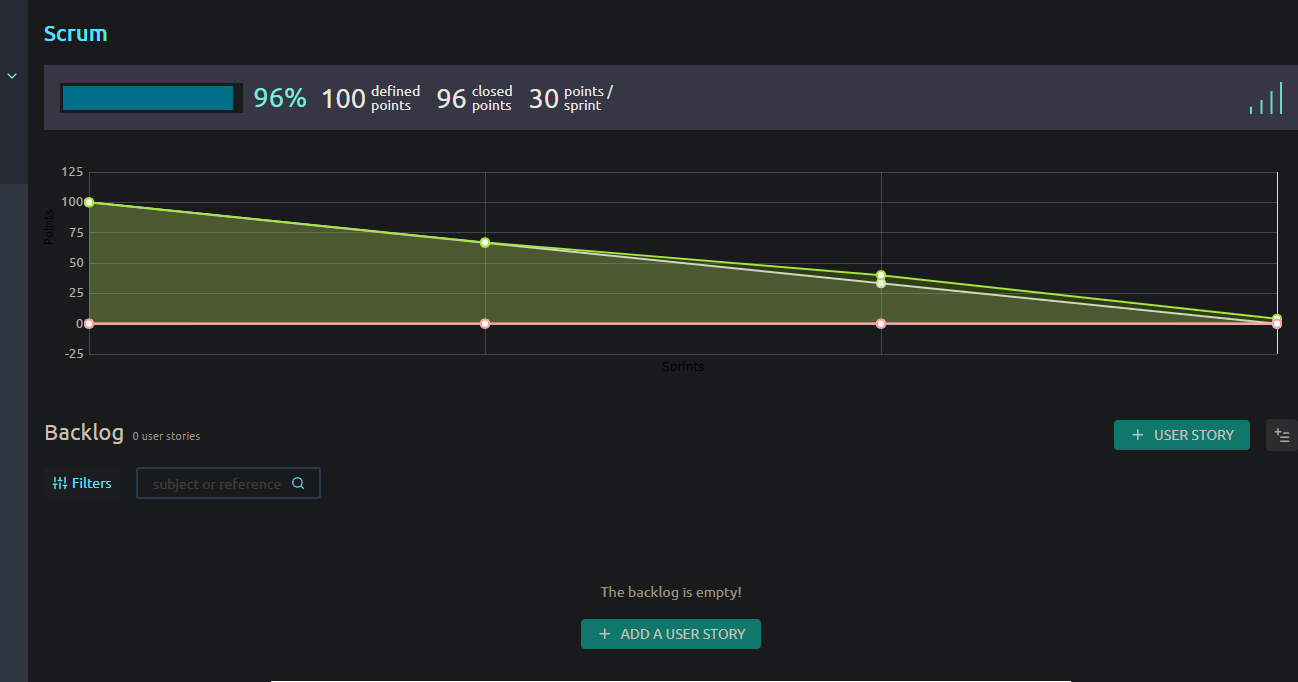 Scrum
96% 100 defined points 96 closed points 30 points / sprint
125
100
75
50
25
0
-25
Points
Sprints
Backlog 0 user stories
+ USER STORY
Filters
subject or reference
The backlog is empty!
+ ADD A USER STORY